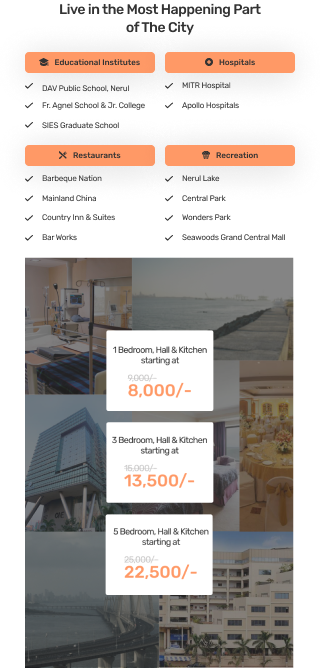 Live in the Most Happening Part
of The City
Educational Institutes
DAV Public School, Nerul
Fr. Agnel School & Jr. College
SIES Graduate School
Hospitals
MITR Hospital
Apollo Hospitals
Restaurants
Barbeque Nation
Mainland China
Country Inn & Suites
Bar Works
Recreation
Nerul Lake
Central Park
Wonders Park
Seawoods Grand Central Mall
1 Bedroom, Hall & Kitchen
starting at
9,000/-
8,000/-
3 Bedroom, Hall & Kitchen
starting at
15,000/-
13,500/-
5 Bedroom, Hall & Kitchen
starting at
25,000/-
22,500/-